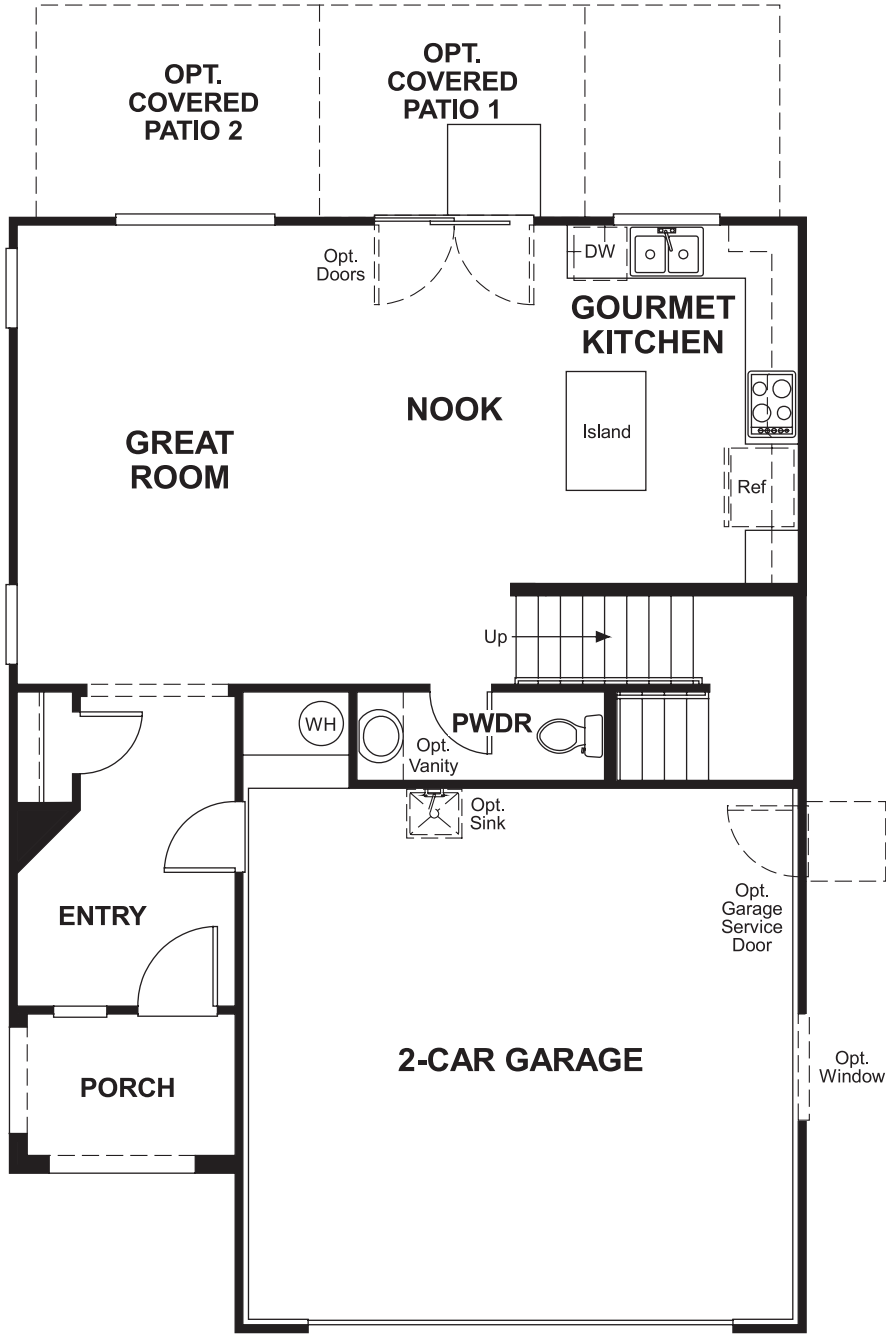 OPT.
COVERED
PATIO 2
OPT.
COVERED
PATIO 1
Opt.
Doors
DW
GOURMET
KITCHEN
NOOK
Island
GREAT
ROOM
Ref
Up
WH
PWDR
Opt.
Vanity
Opt.
Sink
Opt.
Garage
Service
Door
ENTRY
2-CAR GARAGE
Opt.
Window
PORCH